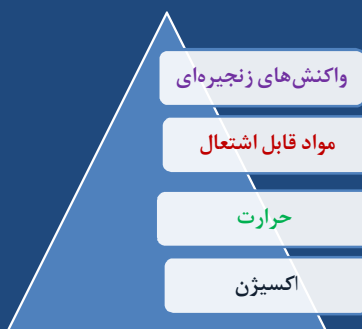 واکنش‌های زنجیره‌ای
مواد قابل اشتعال
حرارت
اکسیژن